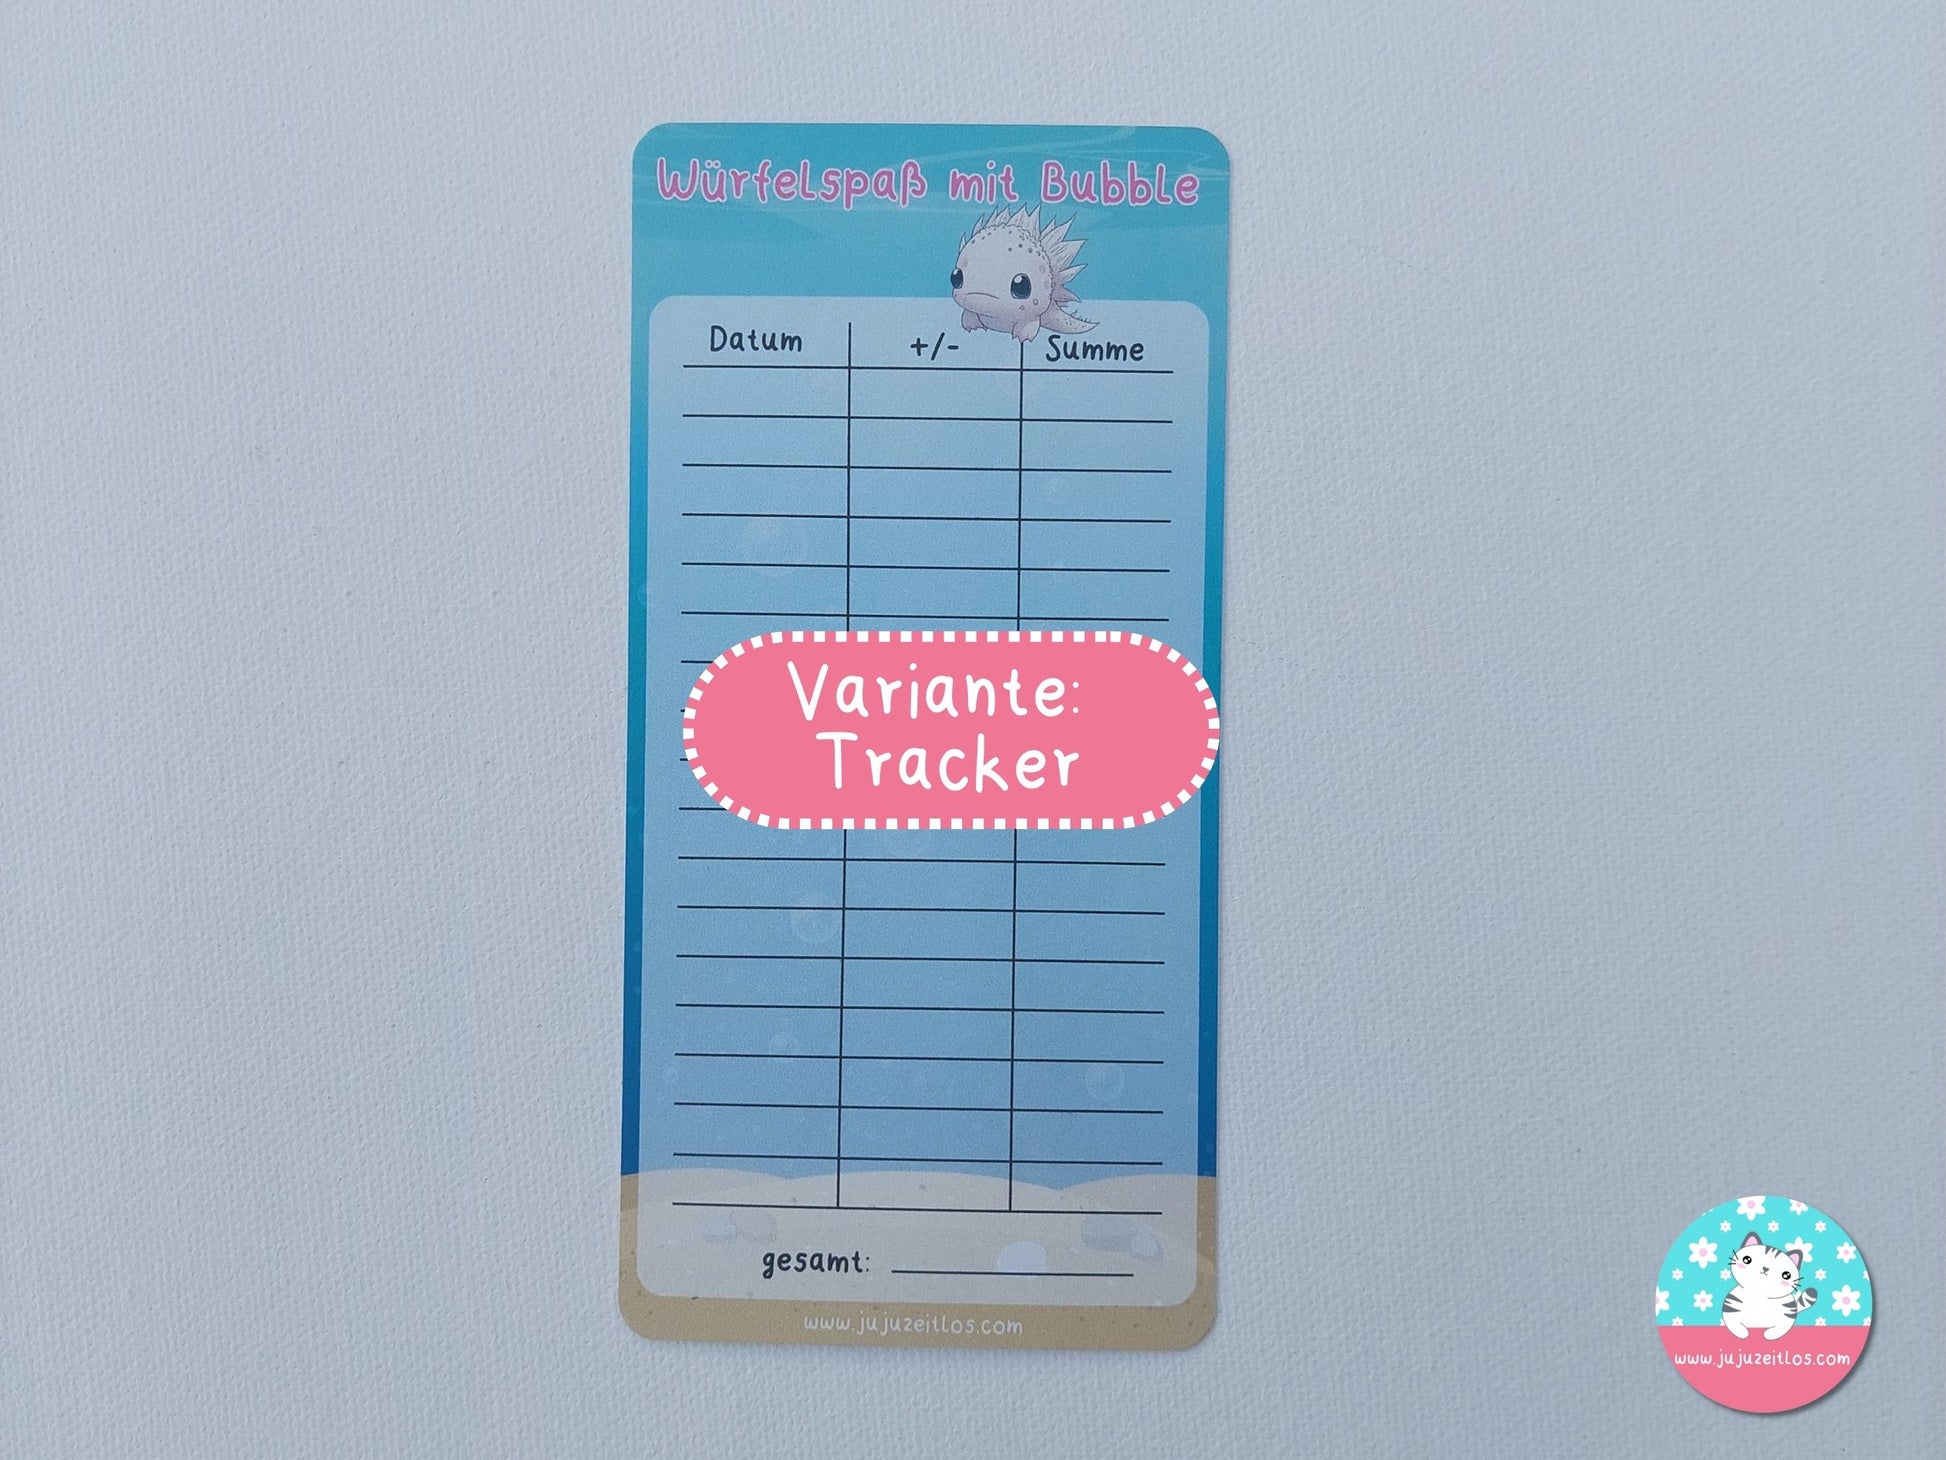 Würfelspaß mit Bubble
Datum +/- Summe
Variante:
Tracker
gesamt:
www.jujuzeitlos.com
www.jujuzeitlos.com